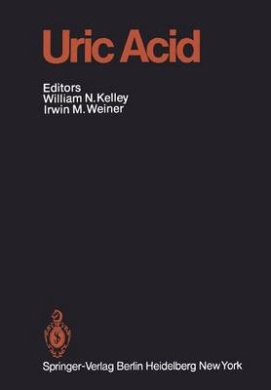 Uric Acid
Editors
William N. Kelley
Irwin M. Weiner
Springer-Verlag Berlin Heidelberg New York